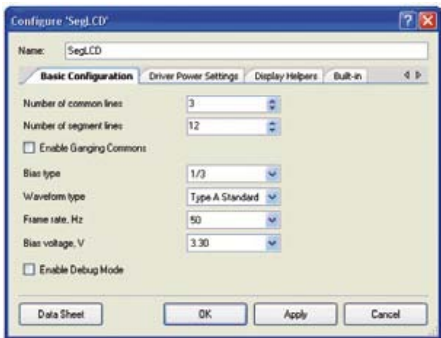 Configure 'SegLCD'
Name: SegLCD
Basic Configuration Driver Power Settings Display Helpers Built-in
Number of common lines 3
Number of segment lines 12
Enable Ganging Commons
Bias type 1/3
Waveform type Type A Standard
Frame rate, Hz 50
Bias voltage, V 3.30
Enable Debug Mode
Data Sheet OK Apply Cancel